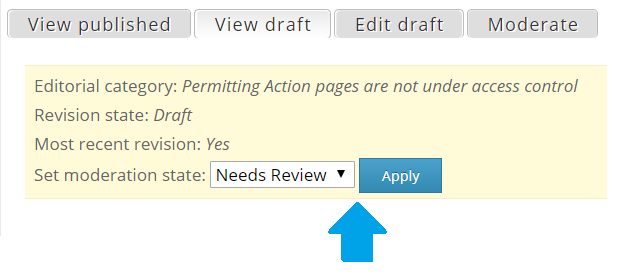 View published View draft Edit draft Moderate
Editorial category: Permitting Action pages are not under access control
Revision state: Draft
Most recent revision: Yes
Set moderation state: Needs Review Apply